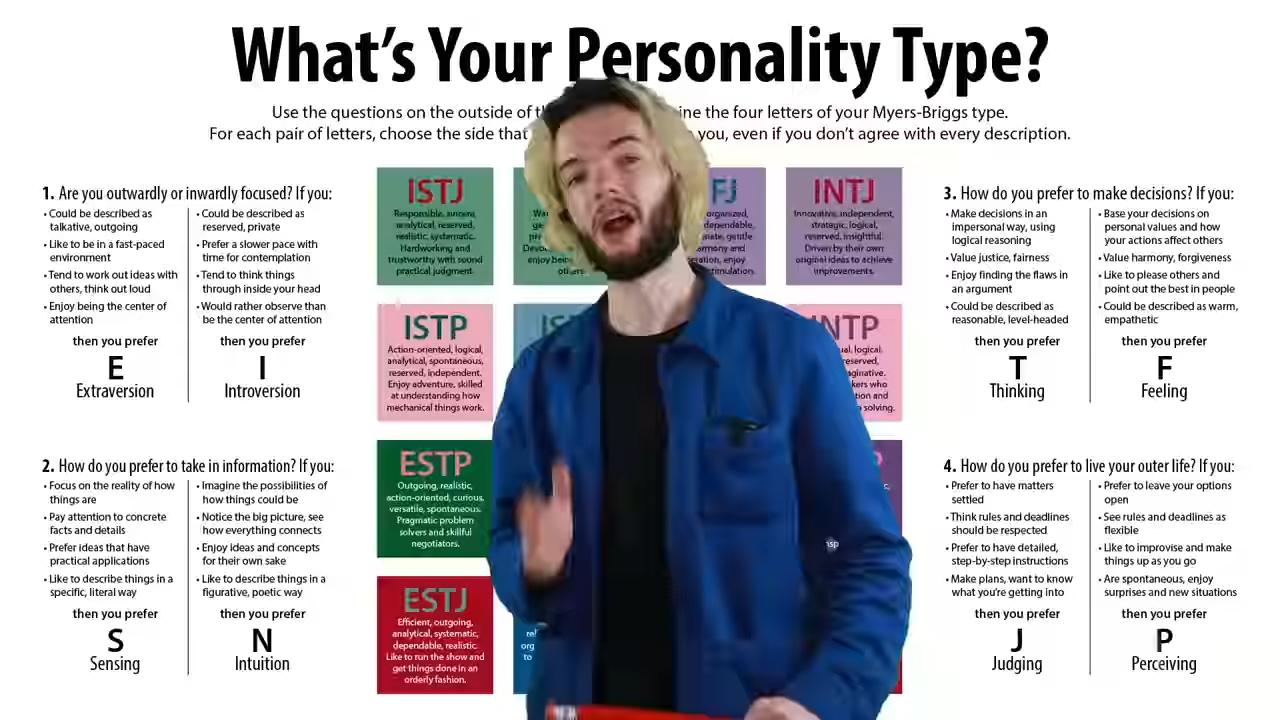 What's Your Personality Type?
Use the questions on the outside of the four letters of your Myers-Briggs type.
For each pair of letters, choose the side that you, even if you don't agree with every description.
1. Are you outwardly or inwardly focused? If you:
• Could be described as
talkative, outgoing
• Like to be in a fast-paced
environment
• Tend to work out ideas with
others, think out loud
• Enjoy being the center of
attention
then you prefer
E
Extraversion
• Could be described as
reserved, private
• Prefer a slower pace with
time for contemplation
• Tend to think things
through inside your head
• Would rather observe than
be the center of attention
then you prefer
I
Introversion
2. How do you prefer to take in information? If you:
• Focus on the reality of how
things are
• Pay attention to concrete
facts and details
• Prefer ideas that have
practical applications
• Like to describe things in a
specific, literal way
then you prefer
S
Sensing
• Imagine the possibilities of
how things could be
• Notice the big picture, see
how everything connects
• Enjoy ideas and concepts
for their own sake
• Like to describe things in a
figurative, poetic way
then you prefer
N
Intuition
ISTJ
Responsible, sincere,
analytical, reserved,
realistic, systematic.
Hardworking and
trustworthy with sound
practical judgment.
FJ
organized,
gentle
INTJ
Innovative, independent,
strategic, logical,
reserved, insightful.
Driven by their own
original ideas to achieve
improvements.
ISTP
Action-oriented, logical,
analytical, spontaneous,
reserved, independent.
Enjoy adventure, skilled
at understanding how
mechanical things work.
INTP
logical,
reserved,
who
and
solving.
ESTP
Outgoing, realistic,
action-oriented, curious,
versatile, spontaneous.
Pragmatic problem
solvers and skillful
negotiators.
ESTJ
Efficient, outgoing,
analytical, systematic,
dependable, realistic.
Like to run the show and
get things done in an
orderly fashion.
to
3. How do you prefer to make decisions? If you:
• Make decisions in an
impersonal way, using
logical reasoning
• Value justice, fairness
• Enjoy finding the flaws in
an argument
• Could be described as
reasonable, level-headed
then you prefer
T
Thinking
• Base your decisions on
personal values and how
your actions affect others
• Value harmony, forgiveness
• Like to please others and
point out the best in people
• Could be described as warm,
empathetic
then you prefer
F
Feeling
4. How do you prefer to live your outer life? If you:
• Prefer to have matters
settled
• Think rules and deadlines
should be respected
• Prefer to have detailed,
step-by-step instructions
• Make plans, want to know
what you're getting into
then you prefer
J
Judging
• Prefer to leave your options
open
• See rules and deadlines as
flexible
• Like to improvise and make
things up as you go
• Are spontaneous, enjoy
surprises and new situations
then you prefer
P
Perceiving